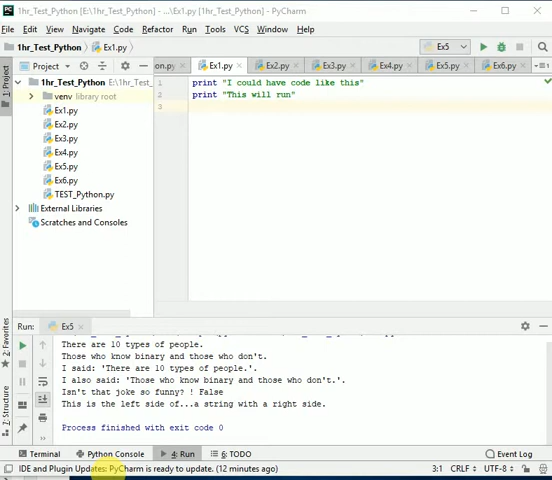 1hr_Test_Python [E:\1hr_Test_Python] - ...\Ex1.py [1hr_Test_Python] - PyCharm
File Edit View Navigate Code Refactor Run Tools VCS Window Help
1hr_Test_Python Ex1.py Ex5
1: Project
Project
on.py Ex1.py Ex2.py Ex3.py Ex4.py Ex5.py Ex6.py
1hr_Test_Python E:\1hr_Test_
venv library root
Ex1.py
Ex2.py
Ex3.py
Ex4.py
Ex5.py
Ex6.py
TEST_Python.py
External Libraries
Scratches and Consoles
1 print "I could have code like this"
2 print "This will run"
3
Run: Ex5
There are 10 types of people.
Those who know binary and those who don't.
I said: 'There are 10 types of people.'.
I also said: 'Those who know binary and those who don't.'.
Isn't that joke so funny? ! False
This is the left side of...a string with a right side.
Process finished with exit code 0
2: Favorites
7: Structure
Terminal Python Console 4: Run 6: TODO Event Log
IDE and Plugin Updates: PyCharm is ready to update. (12 minutes ago) 3:1 CRLF UTF-8